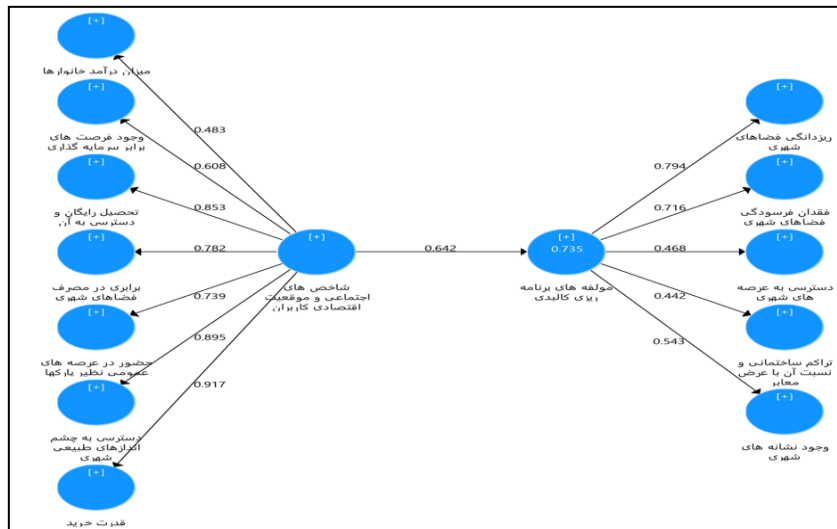 [+]
میزان درآمد خانوارها
[+]
وجود فرصت های
برابر سرمایه گذاری
[+]
تحصیل رایگان و
دسترسی به آن
[+]
برابری در مصرف
فضاهای شهری
[+]
حضور در عرصه های
عمومی نظیر پارکها
[+]
دسترسی به چشم
اندازهای طبیعی
شهری
[+]
قدرت خرید
0.483
0.608
0.853
0.782
0.739
0.895
0.917
[+]
شاخص های
اجتماعی و موقعیت
اقتصادی کاربران
0.642
[+]
0.735
مولفه های برنامه
ریزی کالبدی
0.794
0.716
0.468
0.442
0.543
[+]
ریزدانگی فضاهای
شهری
[+]
فقدان فرسودگی
فضاهای شهری
[+]
دسترسی به عرصه
های شهری
[+]
تراکم ساختمانی و
نسبت آن با عرض
معابر
[+]
وجود نشانه های
شهری